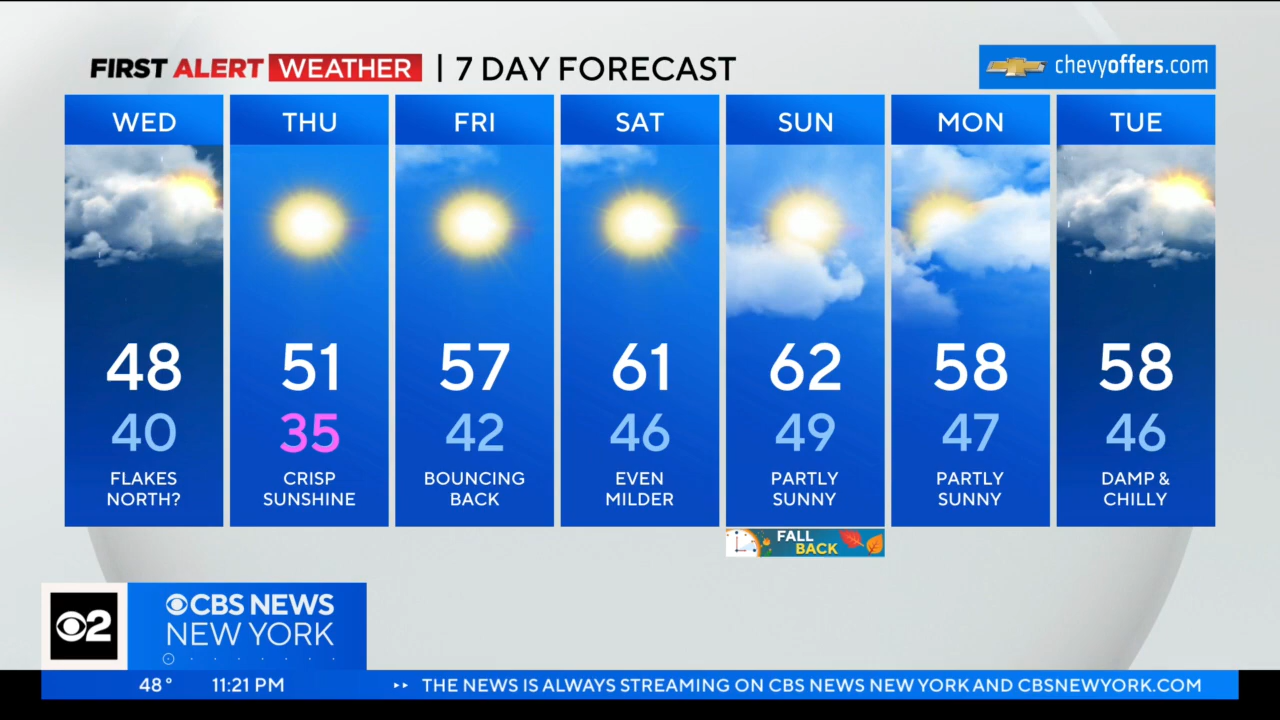 FIRST ALERT WEATHER | 7 DAY FORECAST
chevyoffers.com
WED THU FRI SAT SUN MON TUE
48 51 57 61 62 58 58
40 35 42 46 49 47 46
FLAKES NORTH?
CRISP SUNSHINE
BOUNCING BACK
EVEN MILDER
PARTLY SUNNY
PARTLY SUNNY
DAMP & CHILLY
FALL
BACK
2
CBS NEWS
NEW YORK
48° 11:21 PM THE NEWS IS ALWAYS STREAMING ON CBS NEWS NEW YORK AND CBSNEWYORK.COM